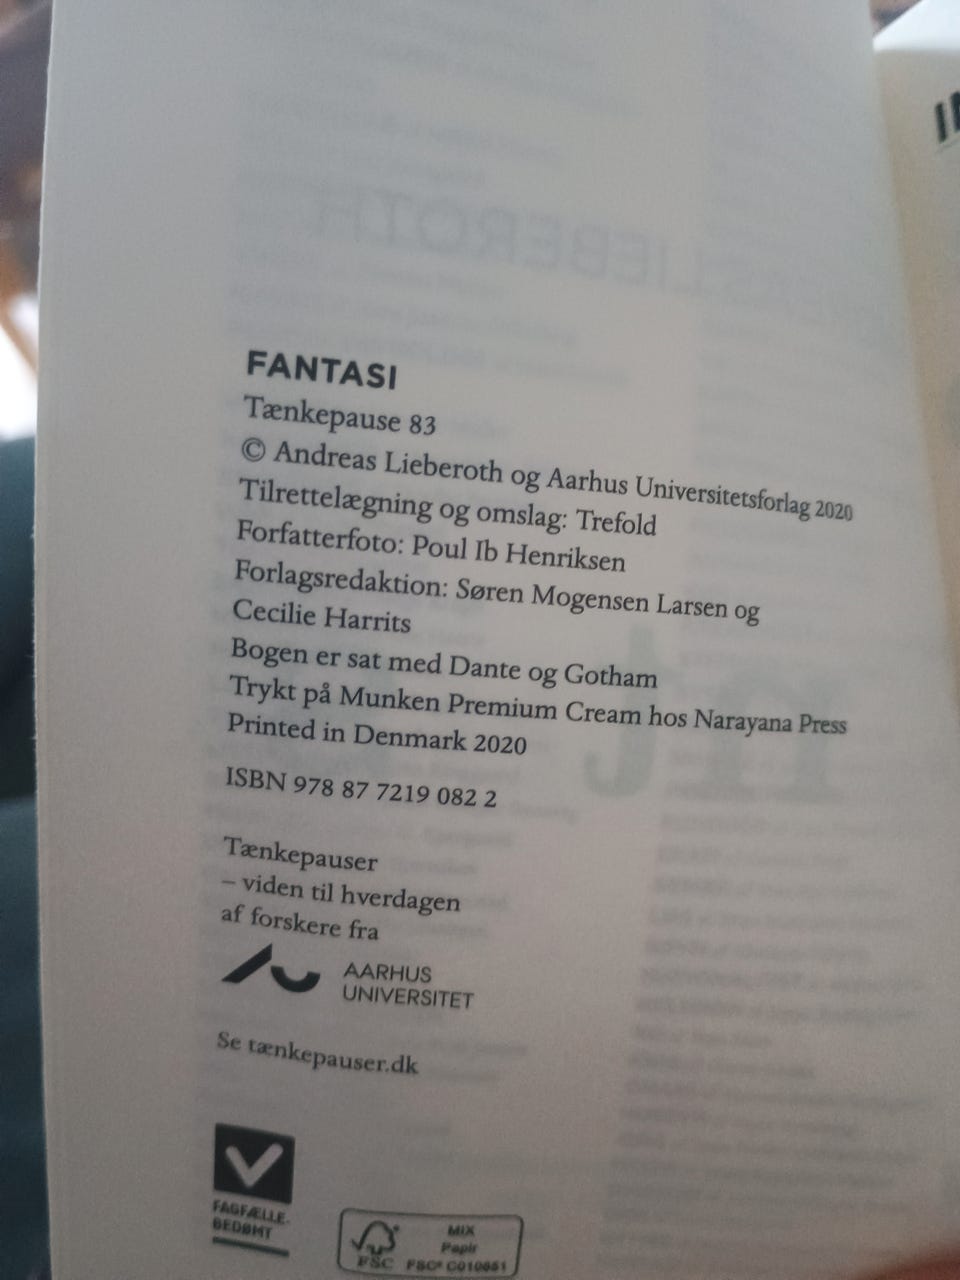 FANTASI
Tænkepause 83
© Andreas Lieberoth og Aarhus Universitetsforlag 2020
Tilrettelægning og omslag: Trefold
Forfatterfoto: Poul Ib Henriksen
Forlagsredaktion: Søren Mogensen Larsen og
Cecilie Harrits
Bogen er sat med Dante og Gotham
Trykt på Munken Premium Cream hos Narayana Press
Printed in Denmark 2020
ISBN 978 87 7219 082 2
Tænkepauser
– viden til hverdagen
af forskere fra
AARHUS
UNIVERSITET
Se tænkepauser.dk
FAGFÆLLE-
BEDØMT
MIX
Papir
FSC FSC® C010651